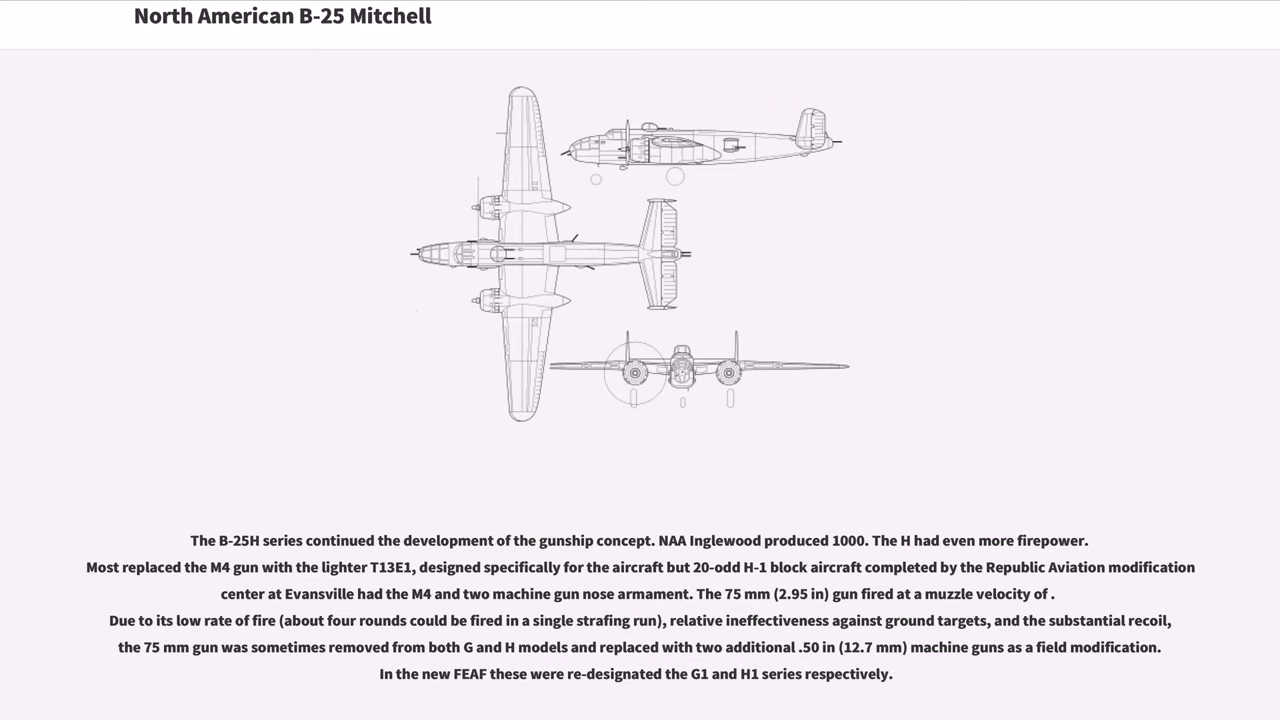 North American B-25 Mitchell
The B-25H series continued the development of the gunship concept. NAA Inglewood produced 1000. The H had even more firepower.
Most replaced the M4 gun with the lighter T13E1, designed specifically for the aircraft but 20-odd H-1 block aircraft completed by the Republic Aviation modification
center at Evansville had the M4 and two machine gun nose armament. The 75 mm (2.95 in) gun fired at a muzzle velocity of .
Due to its low rate of fire (about four rounds could be fired in a single strafing run), relative ineffectiveness against ground targets, and the substantial recoil,
the 75 mm gun was sometimes removed from both G and H models and replaced with two additional .50 in (12.7 mm) machine guns as a field modification.
In the new FEAF these were re-designated the G1 and H1 series respectively.